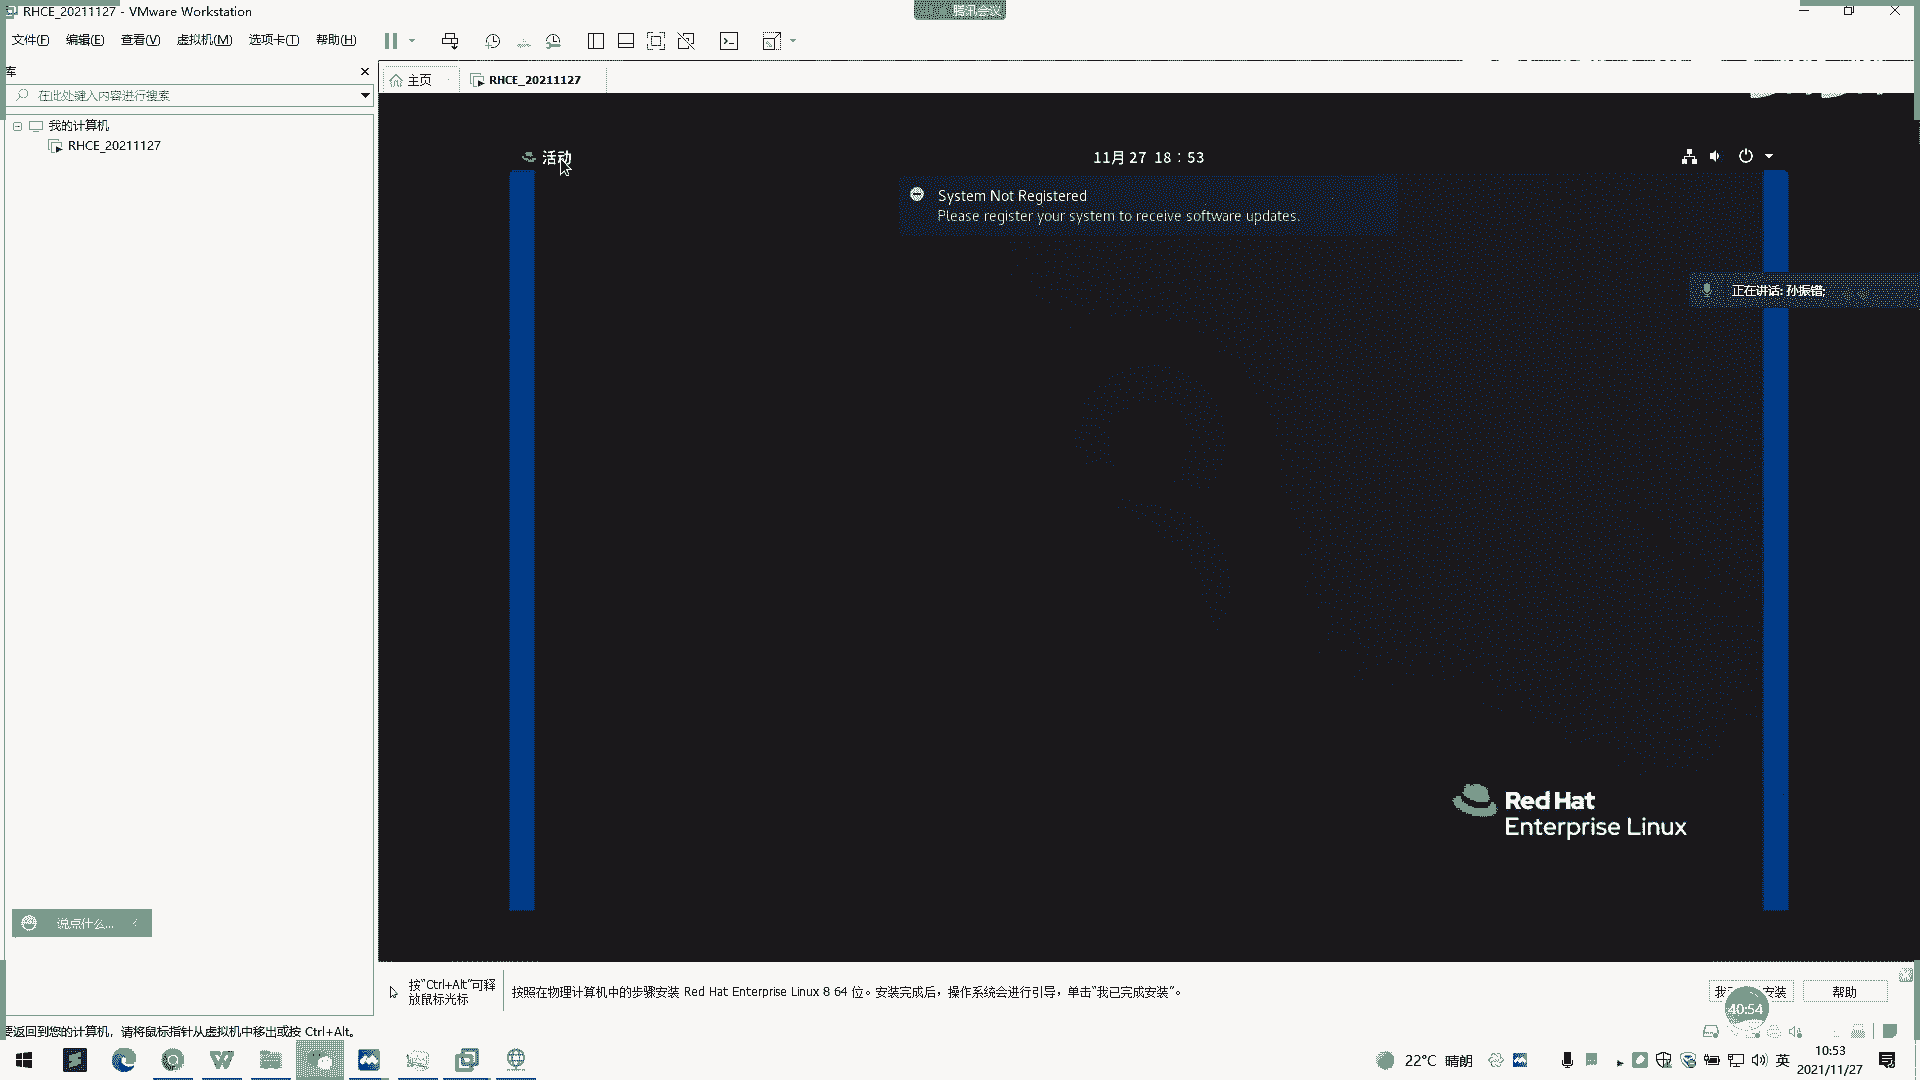 RHCE_20211127 - VMware Workstation
腾讯会议
文件(F) 编辑(E) 查看(V) 虚拟机(M) 选项卡(T) 帮助(H)
库
主页
RHCE_20211127
在此处键入内容进行搜索
我的计算机
RHCE_20211127
活动
11月27 18：53
System Not Registered
Please register your system to receive software updates.
正在讲话: 孙振锴;
Red Hat
Enterprise Linux
说点什么...
按"Ctrl+Alt"可释
放鼠标光标
按照在物理计算机中的步骤安装 Red Hat Enterprise Linux 8 64 位。安装完成后，操作系统会进行引导，单击"我已完成安装"。
安装
帮助
40:54
要返回到您的计算机，请将鼠标指针从虚拟机中移出或按 Ctrl+Alt。
22°C 晴朗
英
10:53
2021/11/27